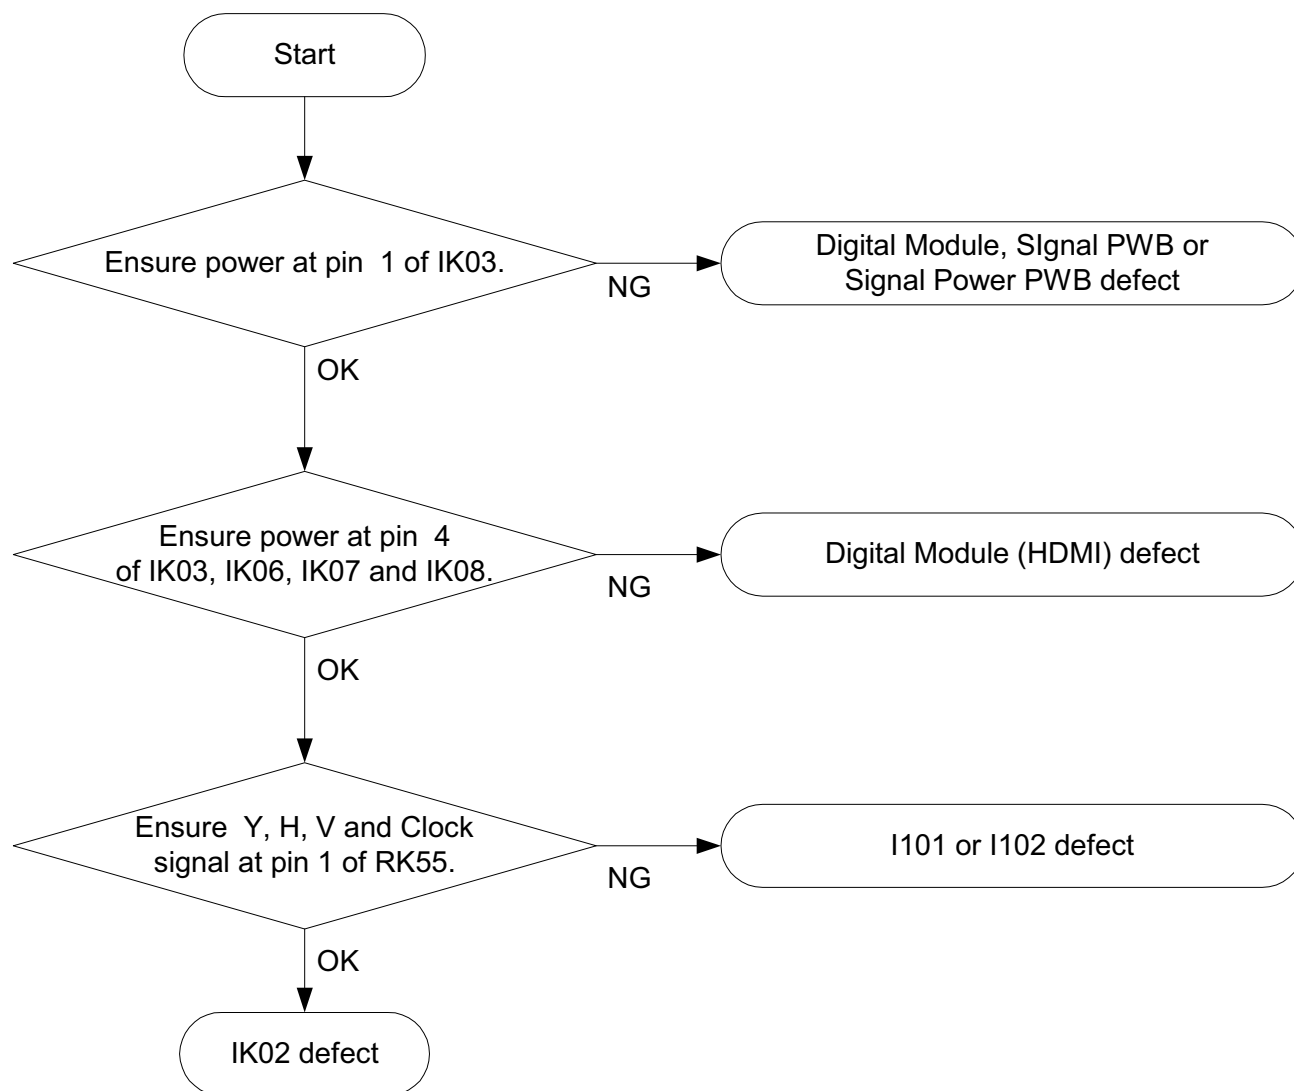 Start
Ensure power at pin  1 of IK03.
NG
Digital Module, SIgnal PWB or
Signal Power PWB defect
OK
Ensure power at pin  4
of IK03, IK06, IK07 and IK08.
NG
Digital Module (HDMI) defect
OK
Ensure  Y, H, V and Clock
signal at pin 1 of RK55.
NG
I101 or I102 defect
OK
IK02 defect